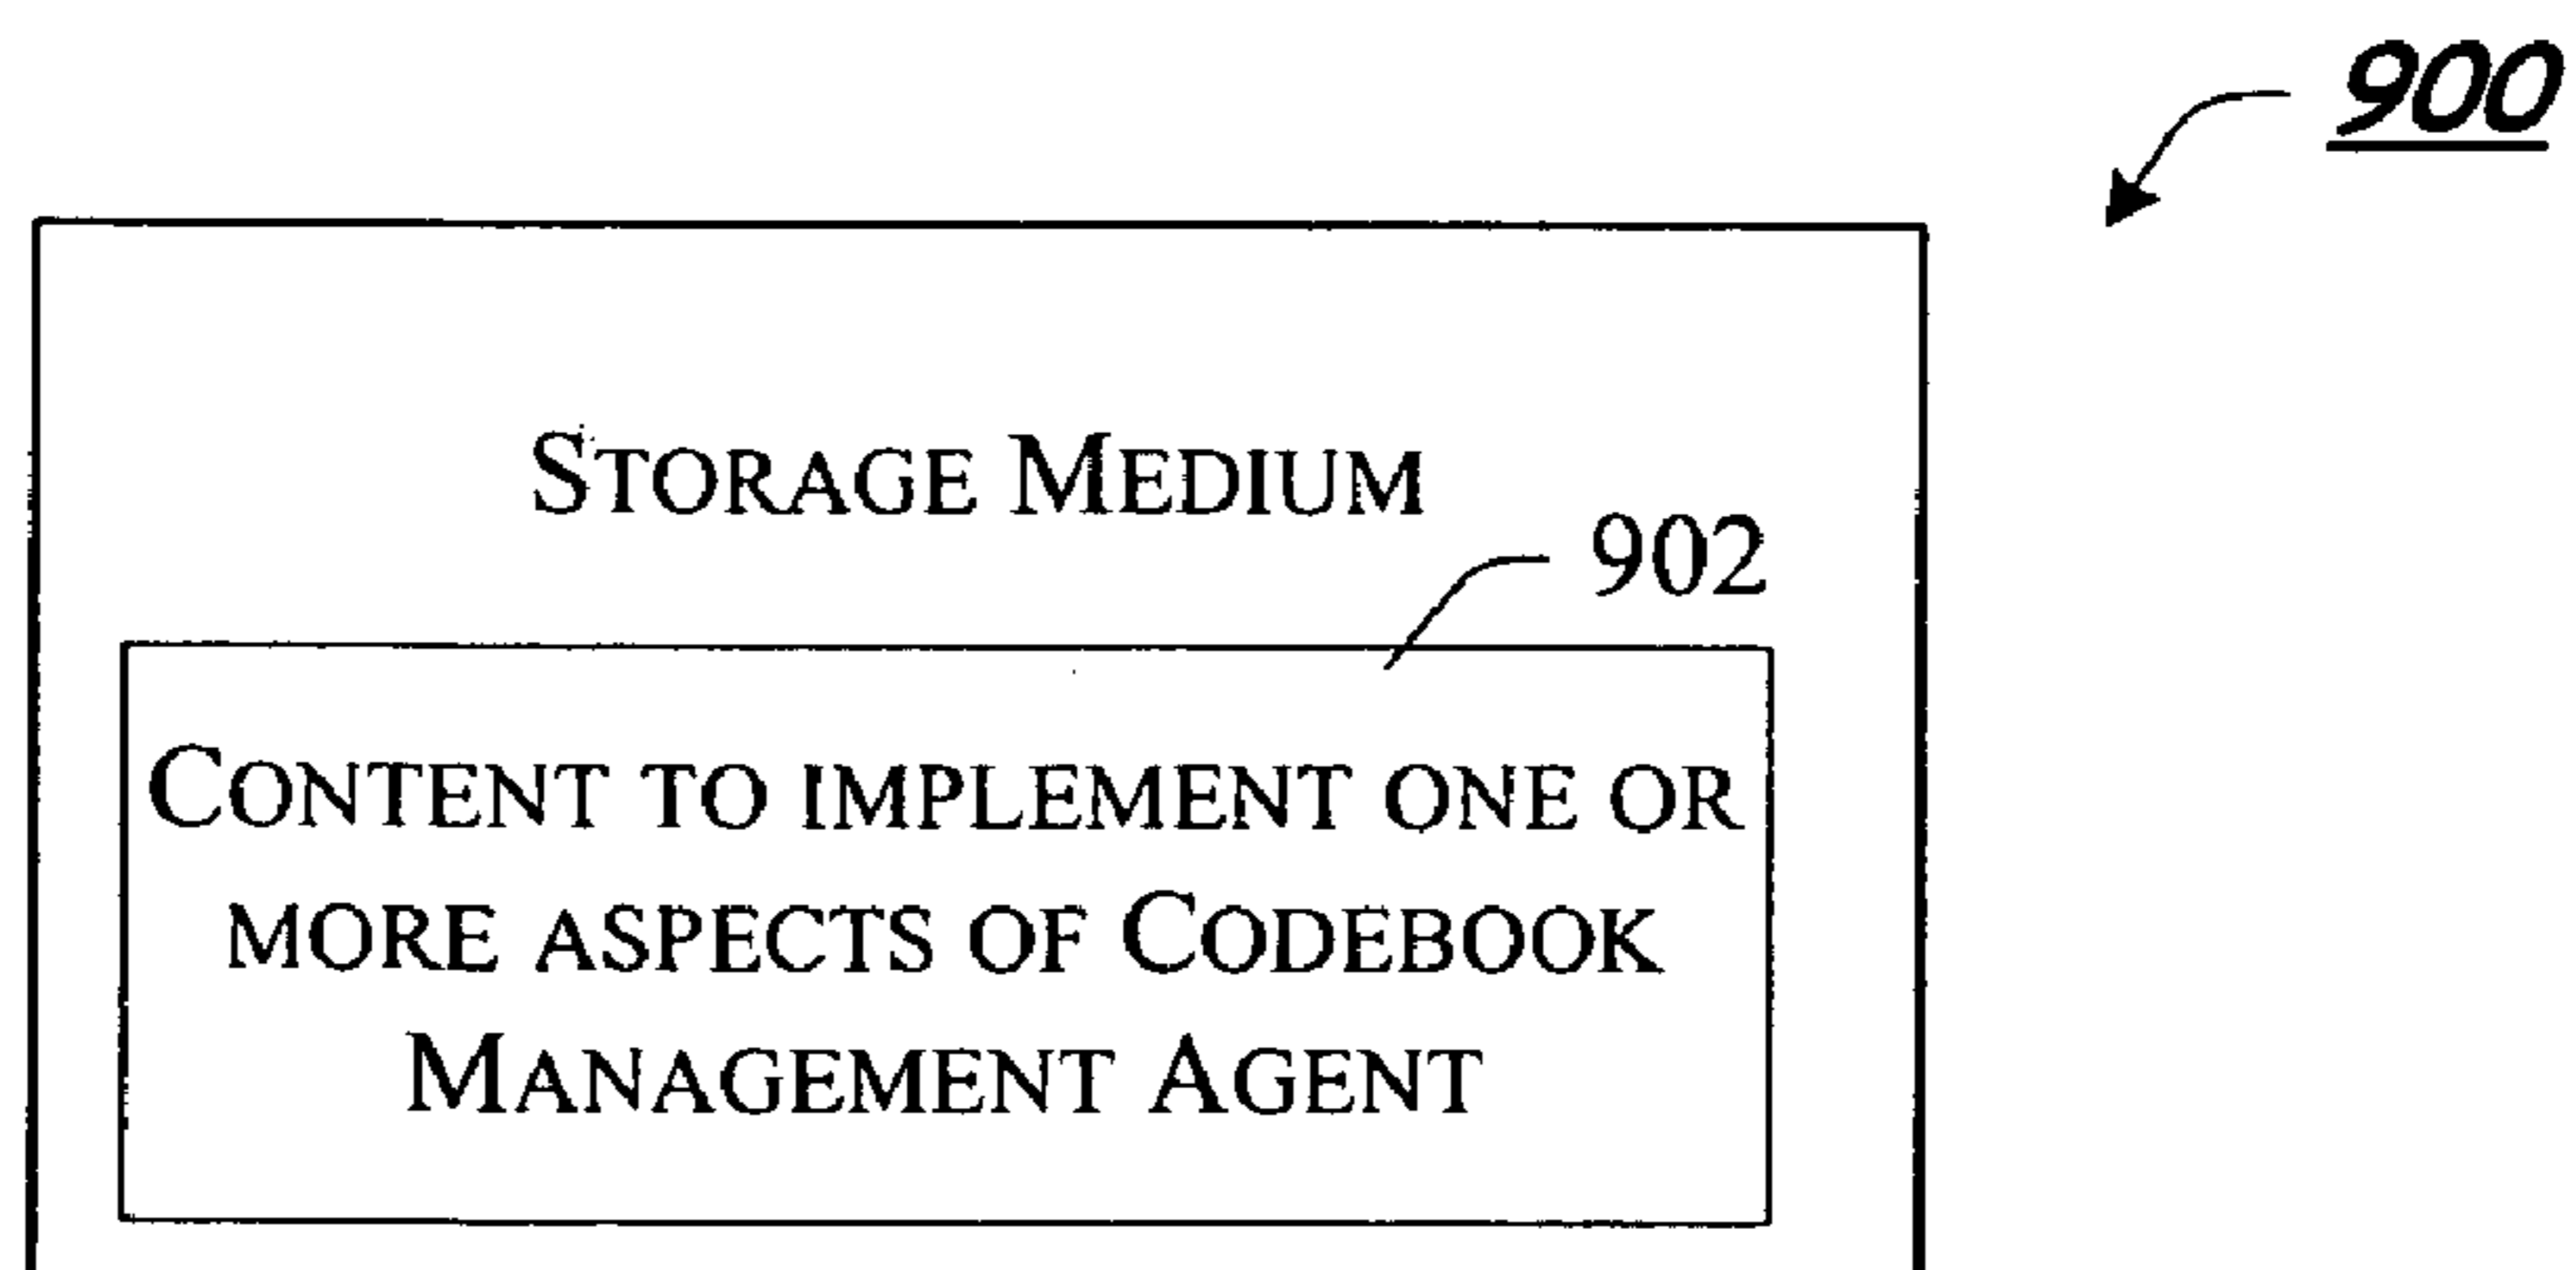 900
STORAGE MEDIUM
902
CONTENT TO IMPLEMENT ONE OR
MORE ASPECTS OF CODEBOOK
MANAGEMENT AGENT